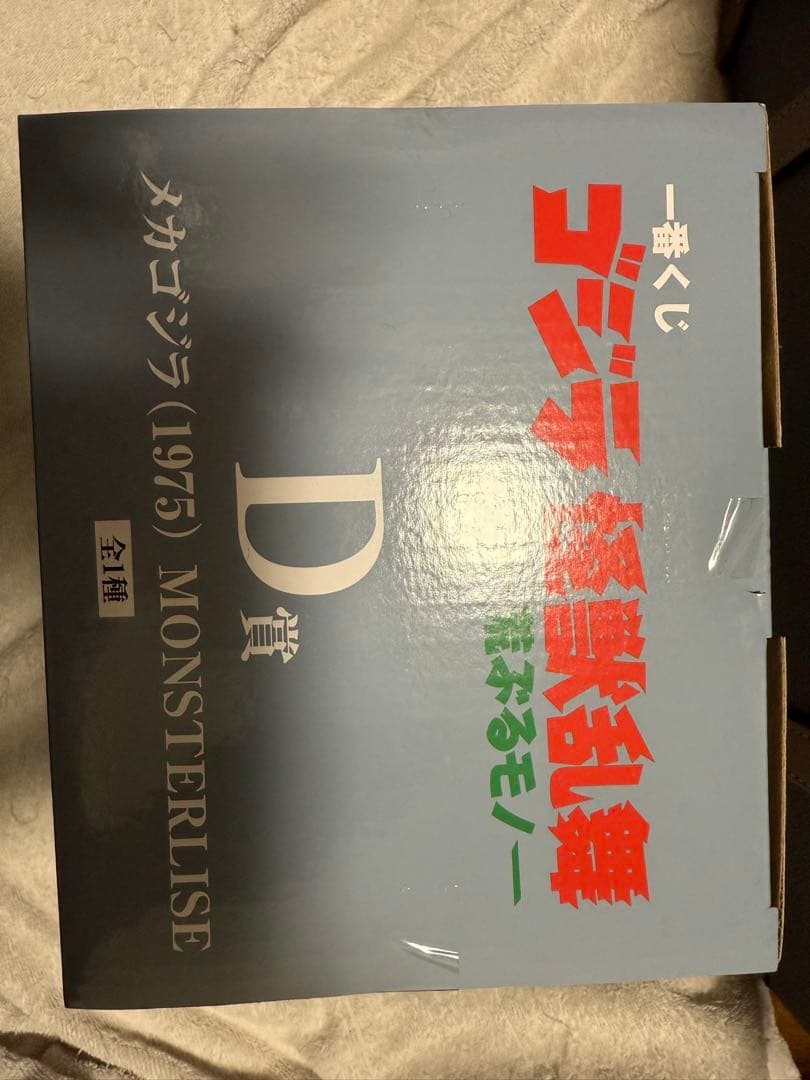 一番くじ
ゴジラ 怪獣乱舞
荒ぶるモノ―
D賞
メカゴジラ(1975) MONSTERLISE
全1種